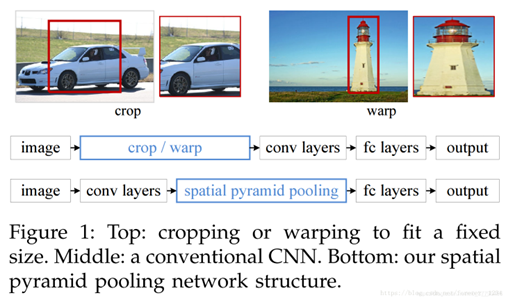 crop
warp
image crop / warp conv layers fc layers output
image conv layers spatial pyramid pooling fc layers output
Figure 1: Top: cropping or warping to fit a fixed
size. Middle: a conventional CNN. Bottom: our spatial
pyramid pooling network structure.